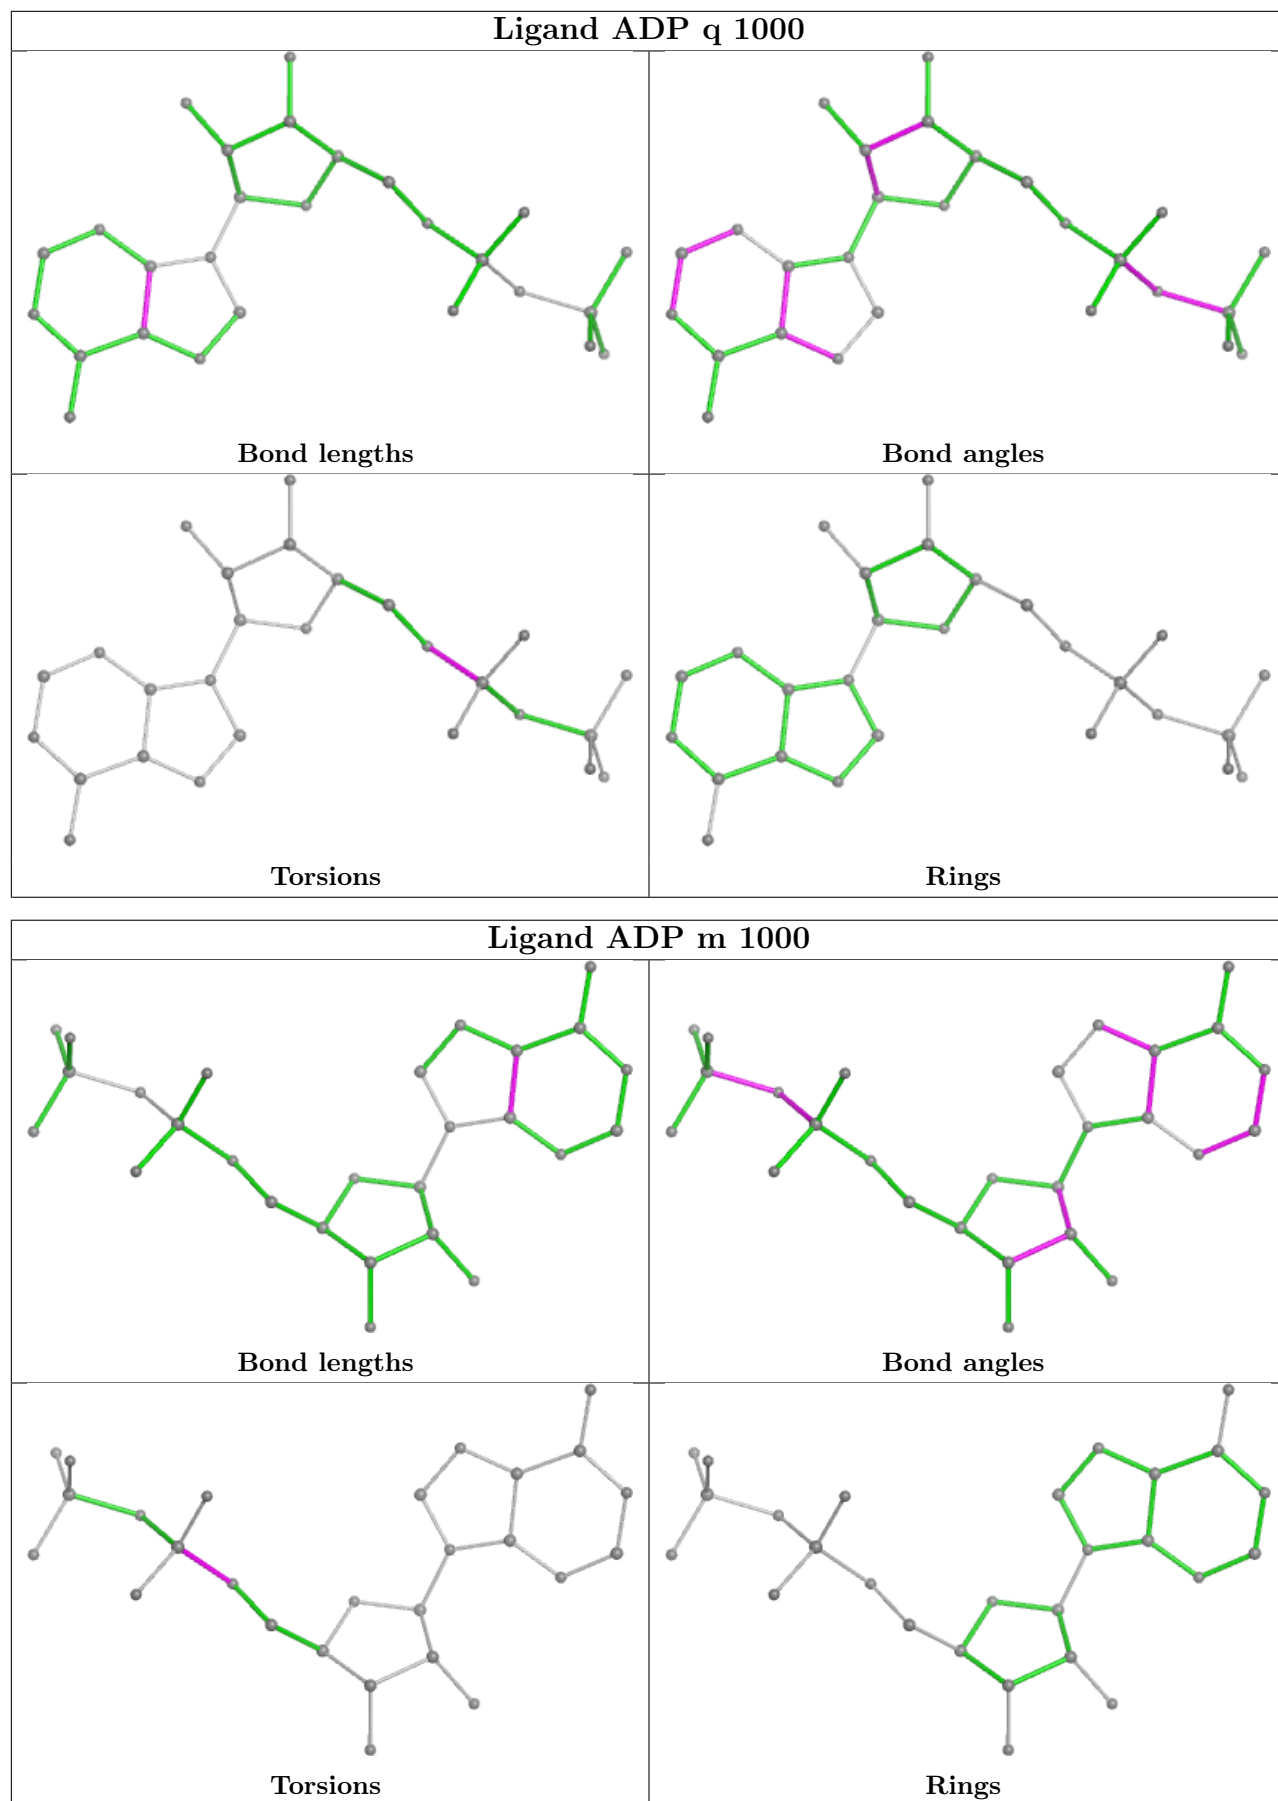 Ligand ADP q 1000
Bond lengths
Bond angles
Torsions
Rings
Ligand ADP m 1000
Bond lengths
Bond angles
Torsions
Rings